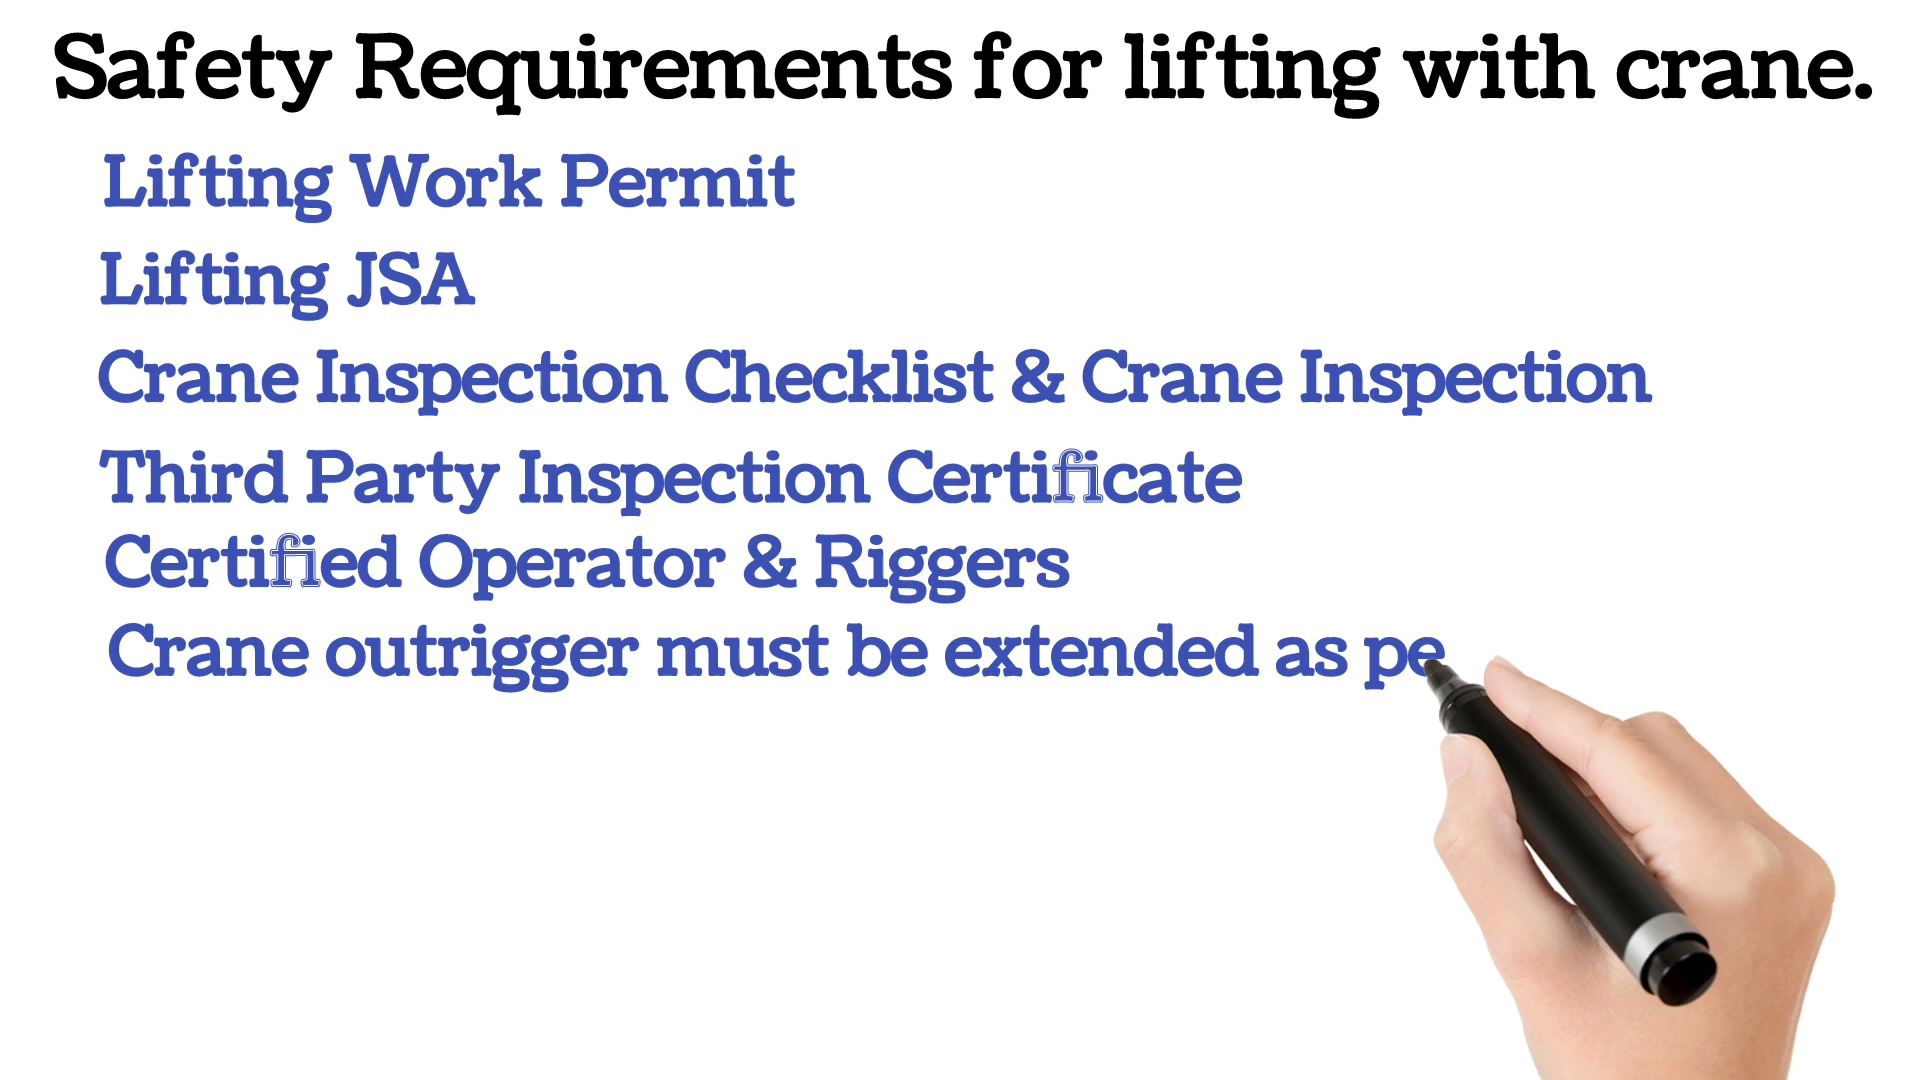 Safety Requirements for lifting with crane.
Lifting Work Permit
Lifting JSA
Crane Inspection Checklist & Crane Inspection
Third Party Inspection Certificate
Certified Operator & Riggers
Crane outrigger must be extended as pe